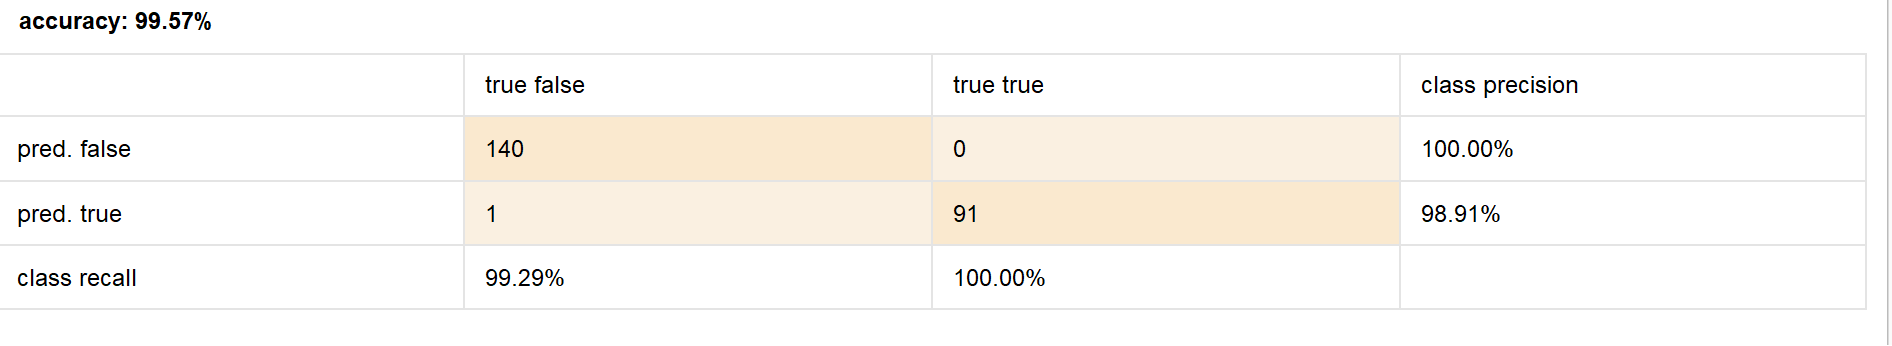 accuracy: 99.57%
true false true true class precision
pred. false 140 0 100.00%
pred. true 1 91 98.91%
class recall 99.29% 100.00%